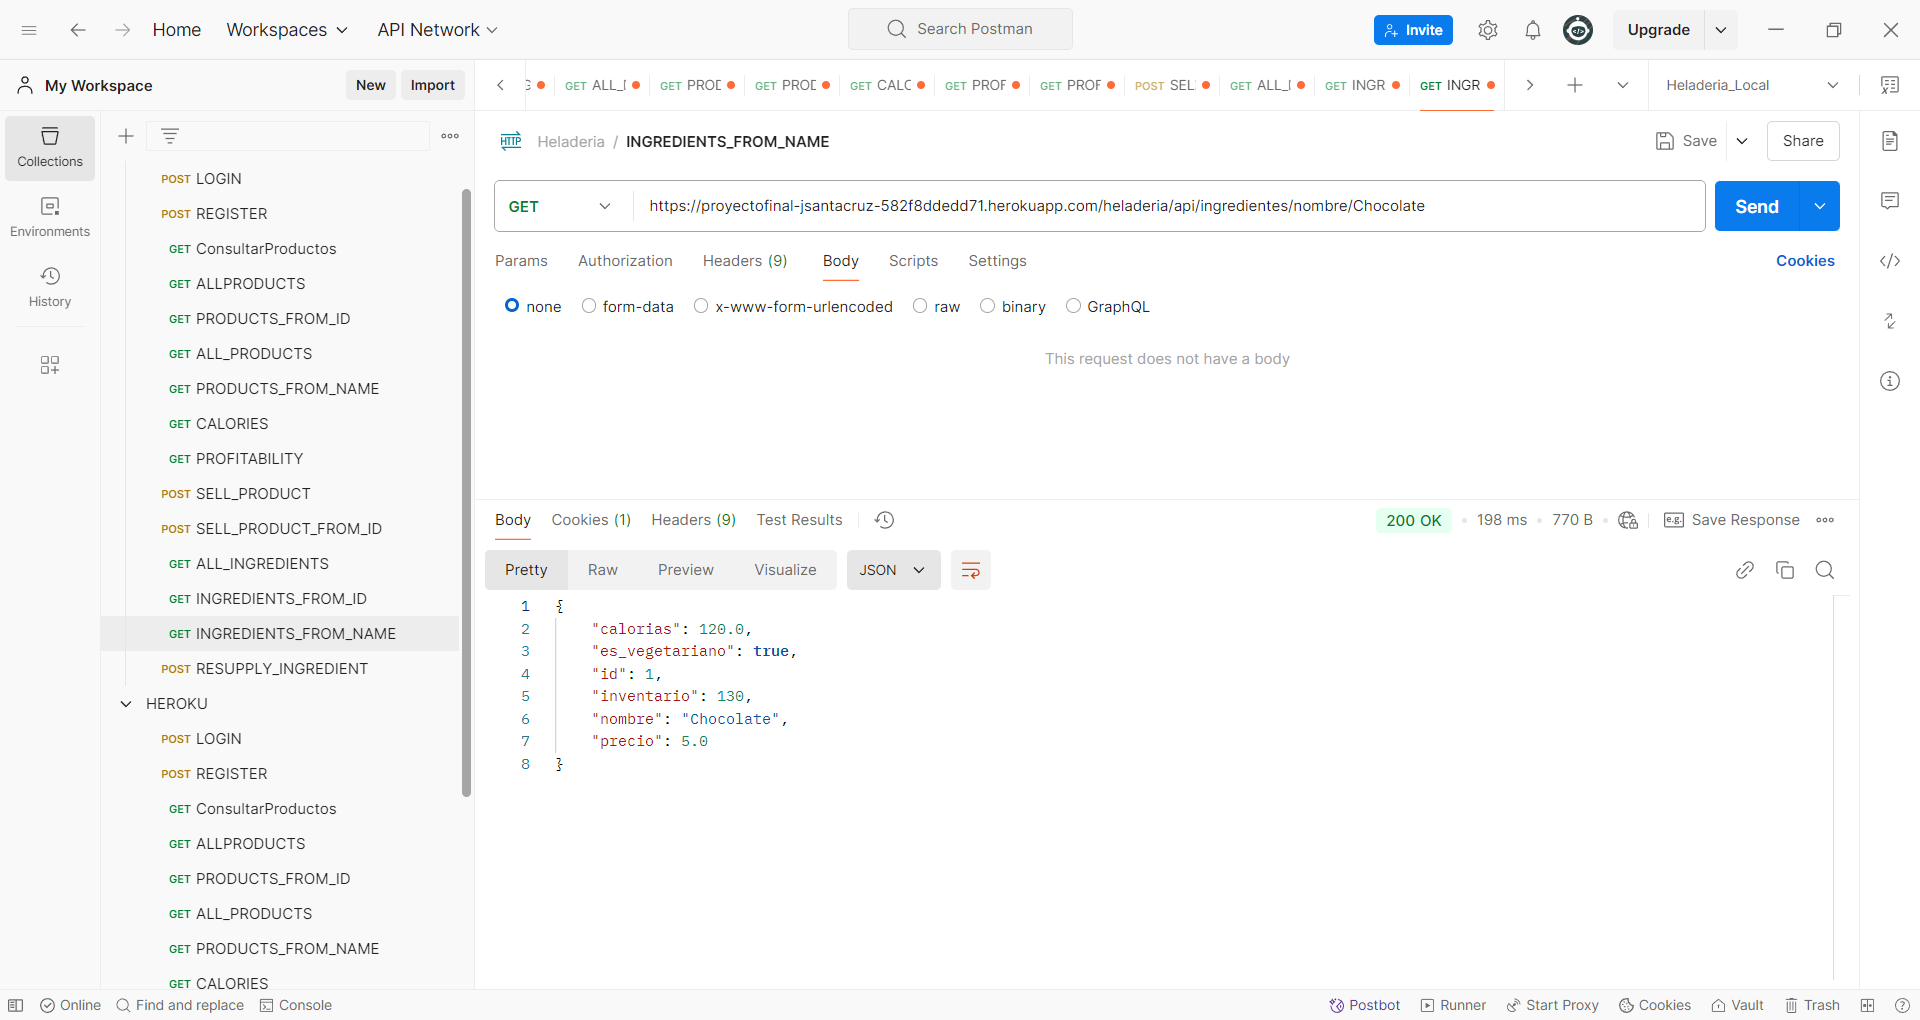 Home
Workspaces
API Network
Search Postman
Invite
Upgrade
My Workspace
New
Import
GET ALL_I
GET PROD
GET PROD
GET CALC
GET PROF
GET PROF
POST SEL
GET ALL_I
GET INGR
GET INGR
Heladeria_Local
Collections
Environments
History
POST LOGIN
POST REGISTER
GET ConsultarProductos
GET ALLPRODUCTS
GET PRODUCTS_FROM_ID
GET ALL_PRODUCTS
GET PRODUCTS_FROM_NAME
GET CALORIES
GET PROFITABILITY
POST SELL_PRODUCT
POST SELL_PRODUCT_FROM_ID
GET ALL_INGREDIENTS
GET INGREDIENTS_FROM_ID
GET INGREDIENTS_FROM_NAME
POST RESUPPLY_INGREDIENT
HEROKU
POST LOGIN
POST REGISTER
GET ConsultarProductos
GET ALLPRODUCTS
GET PRODUCTS_FROM_ID
GET ALL_PRODUCTS
GET PRODUCTS_FROM_NAME
GET CALORIES
HTTP Heladeria / INGREDIENTS_FROM_NAME
Save
Share
GET
https://proyectofinal-jsantacruz-582f8ddedd71.herokuapp.com/heladeria/api/ingredientes/nombre/Chocolate
Send
Params Authorization Headers (9) Body Scripts Settings
Cookies
none form-data x-www-form-urlencoded raw binary GraphQL
This request does not have a body
Body Cookies (1) Headers (9) Test Results
200 OK • 198 ms • 770 B •
e.g. Save Response
Pretty Raw Preview Visualize
JSON
1 {
2 "calorias": 120.0,
3 "es_vegetariano": true,
4 "id": 1,
5 "inventario": 130,
6 "nombre": "Chocolate",
7 "precio": 5.0
8 }
Online
Find and replace
Console
Postbot
Runner
Start Proxy
Cookies
Vault
Trash